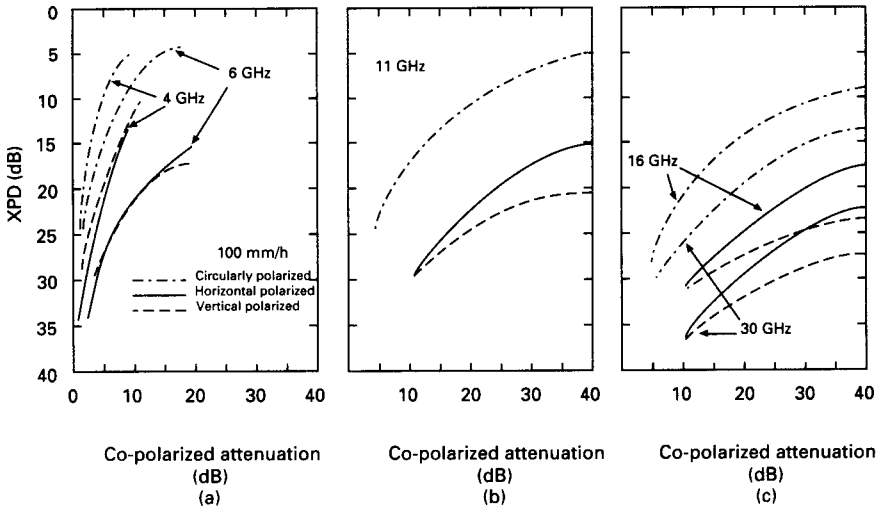 0
5
10
15
20
25
30
35
40
XPD (dB)
6 GHz
4 GHz
100 mm/h
Circularly polarized
Horizontal polarized
Vertical polarized
0 10 20 30 40
Co-polarized attenuation
(dB)
(a)
11 GHz
10 20 30 40
Co-polarized attenuation
(dB)
(b)
16 GHz
30 GHz
0 10 20 30 40
Co-polarized attenuation
(dB)
(c)